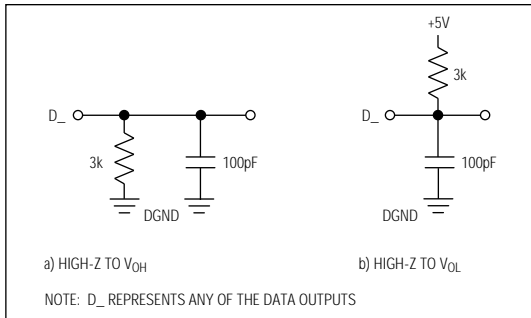 +5V
3k
D_
D_
3k
100pF
100pF
DGND
DGND
a) HIGH-Z TO VOH
b) HIGH-Z TO VOL
NOTE: D_ REPRESENTS ANY OF THE DATA OUTPUTS